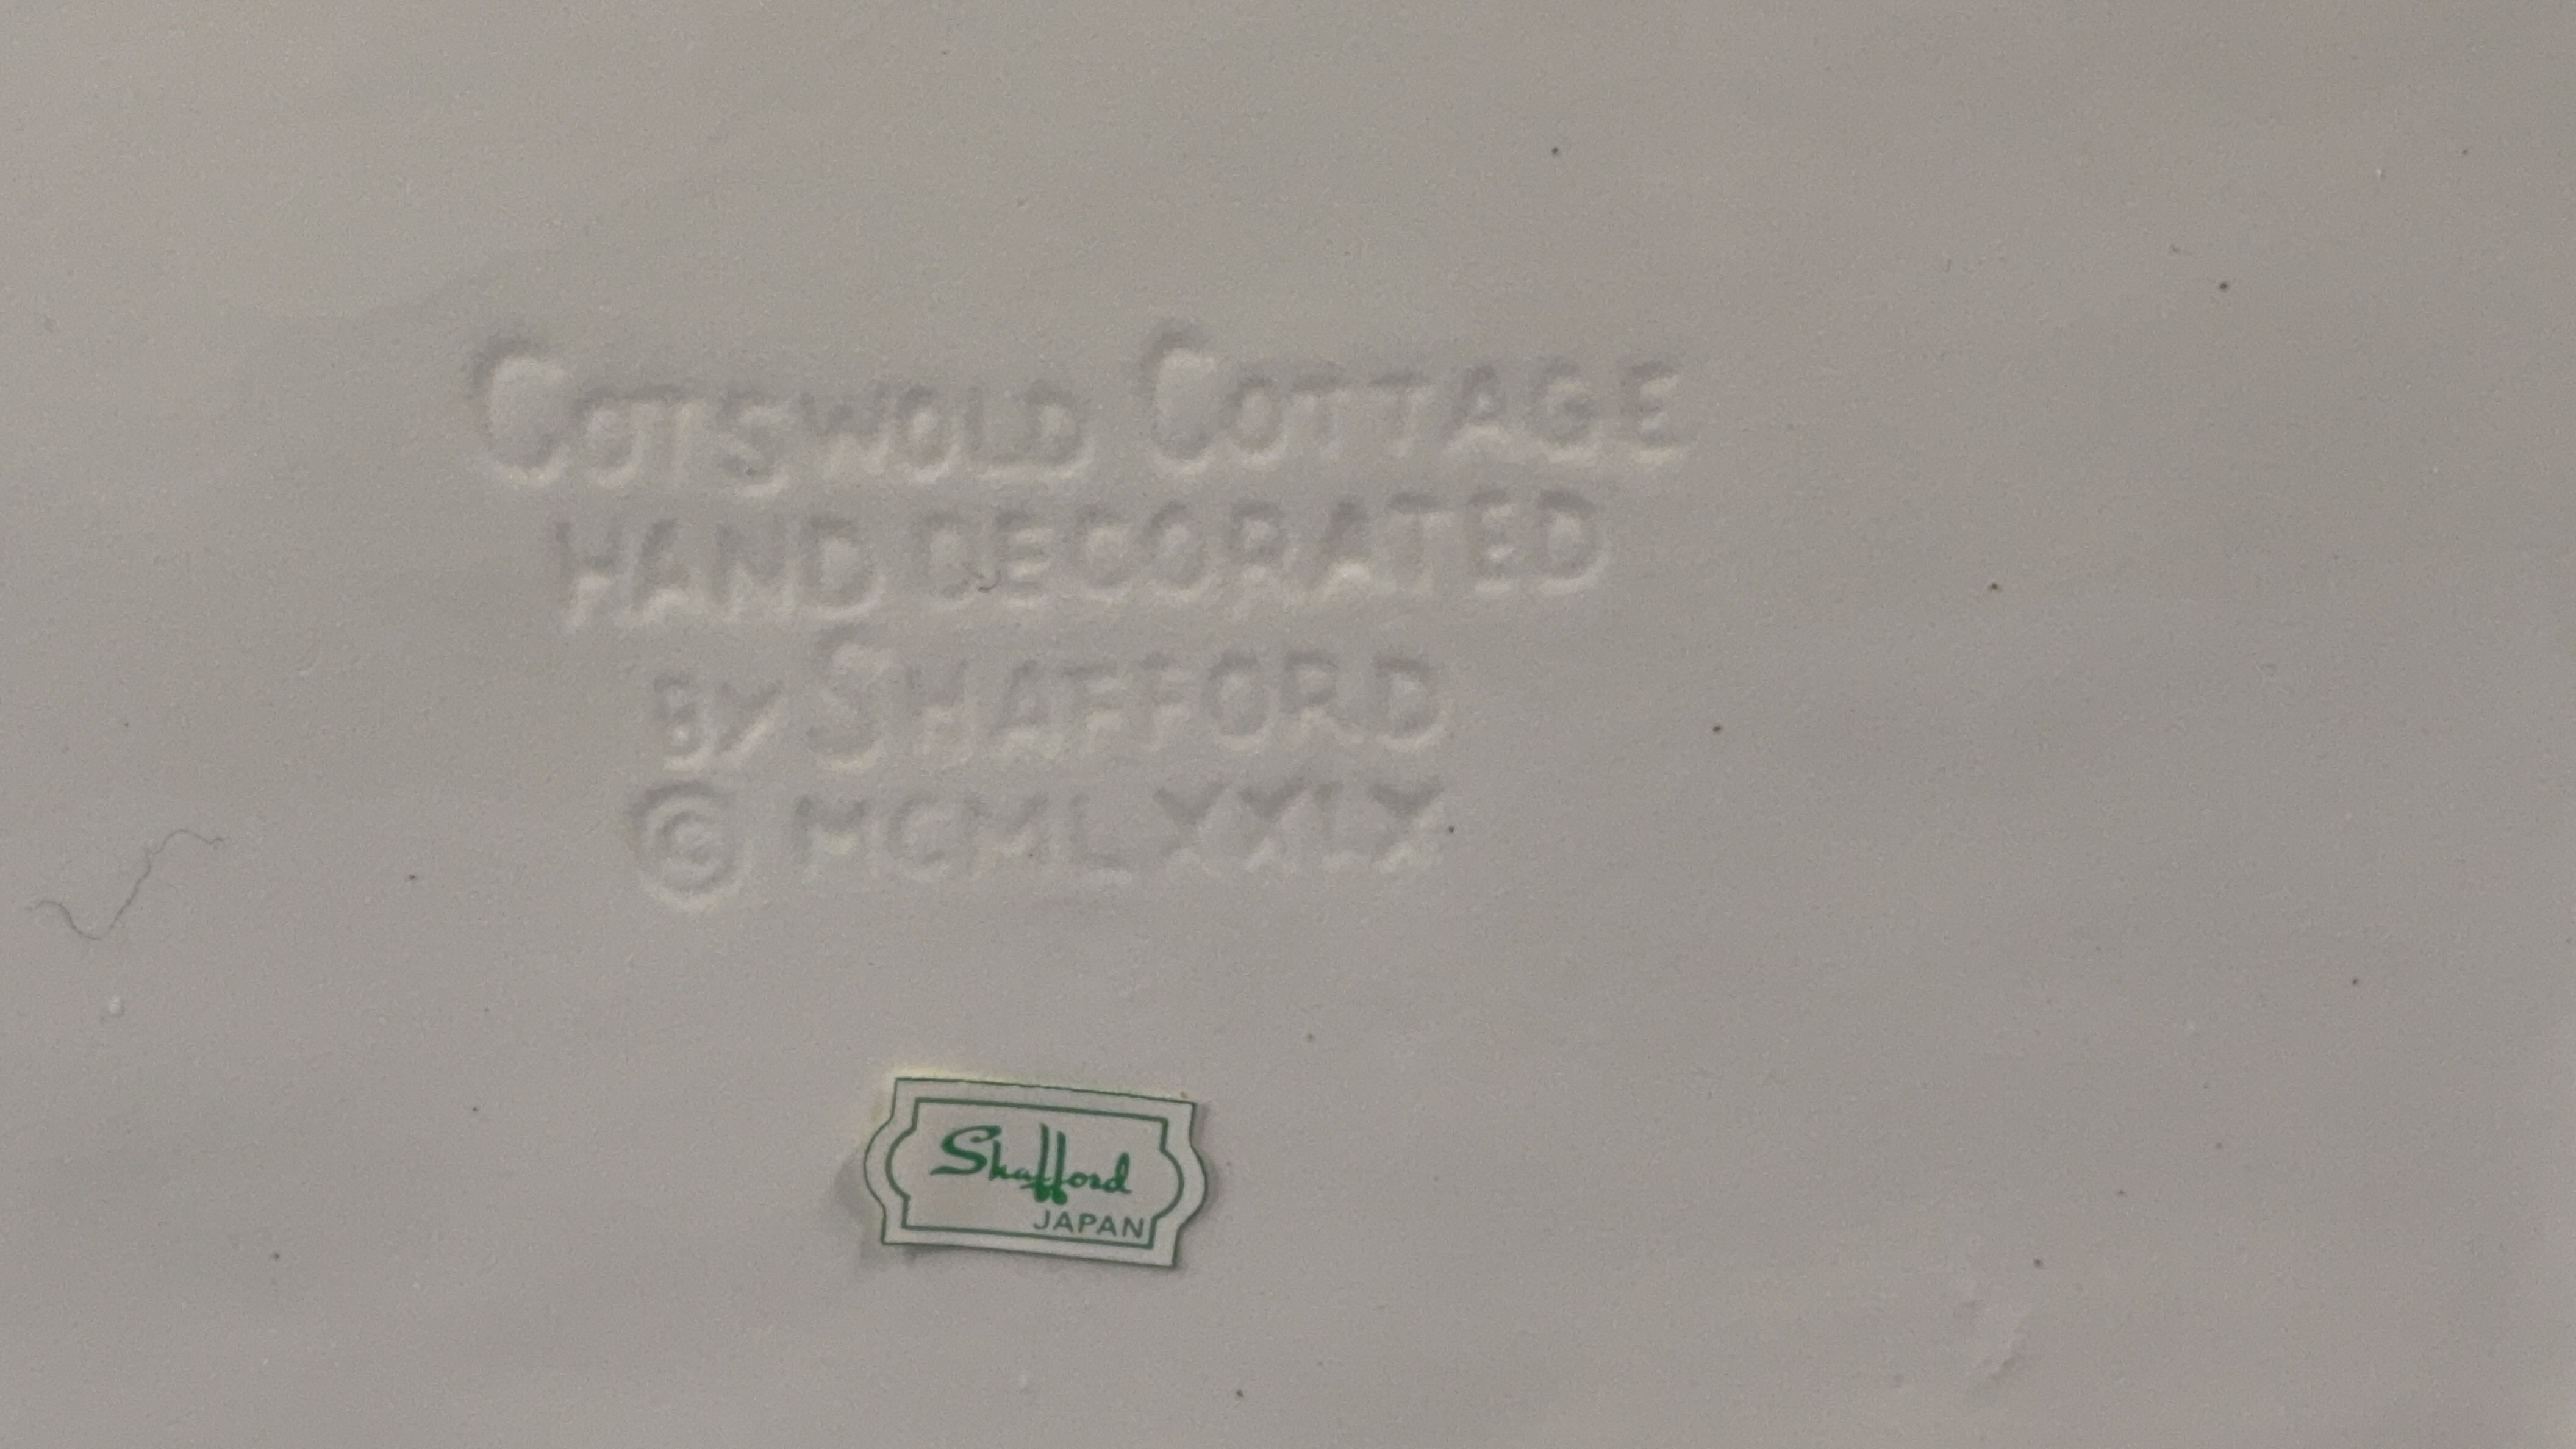 COTSWOLD COTTAGE
HAND DECORATED
BY SHAFFORD
© MCMLXXIX
Shafford
JAPAN